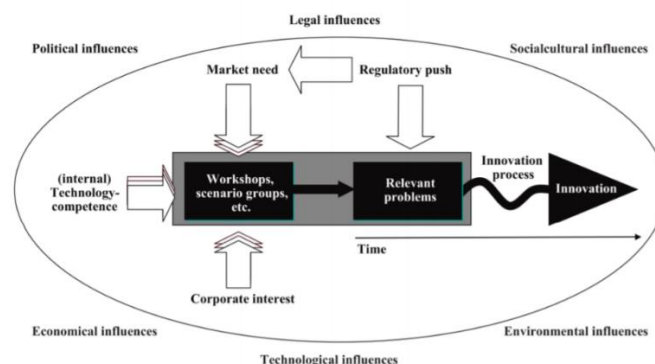 Legal influences
Political influences
Socialcultural influences
Market need
Regulatory push
(internal)
Technology-
competence
Workshops,
scenario groups,
etc.
Relevant
problems
Innovation
process
Innovation
Time
Corporate interest
Economical influences
Environmental influences
Technological influences